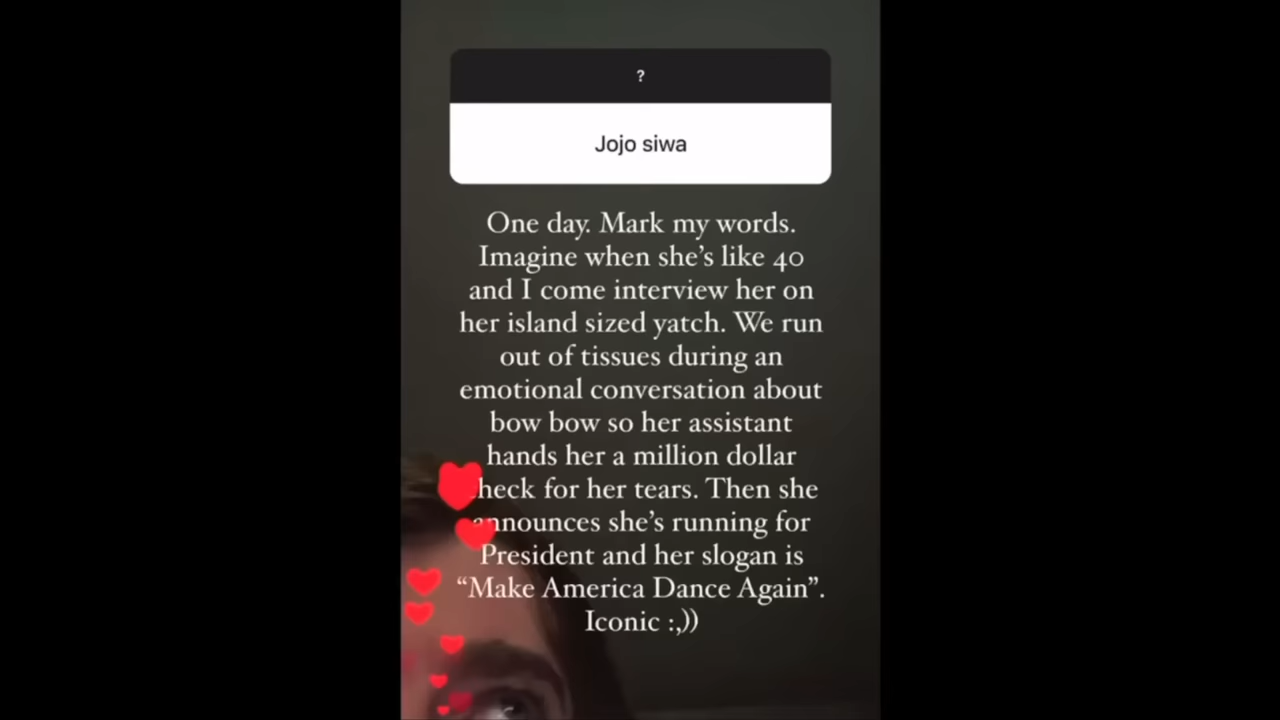 ?
Jojo siwa
One day. Mark my words.
Imagine when she's like 40
and I come interview her on
her island sized yatch. We run
out of tissues during an
emotional conversation about
bow bow so her assistant
hands her a million dollar
check for her tears. Then she
announces she's running for
President and her slogan is
“Make America Dance Again”.
Iconic :,))